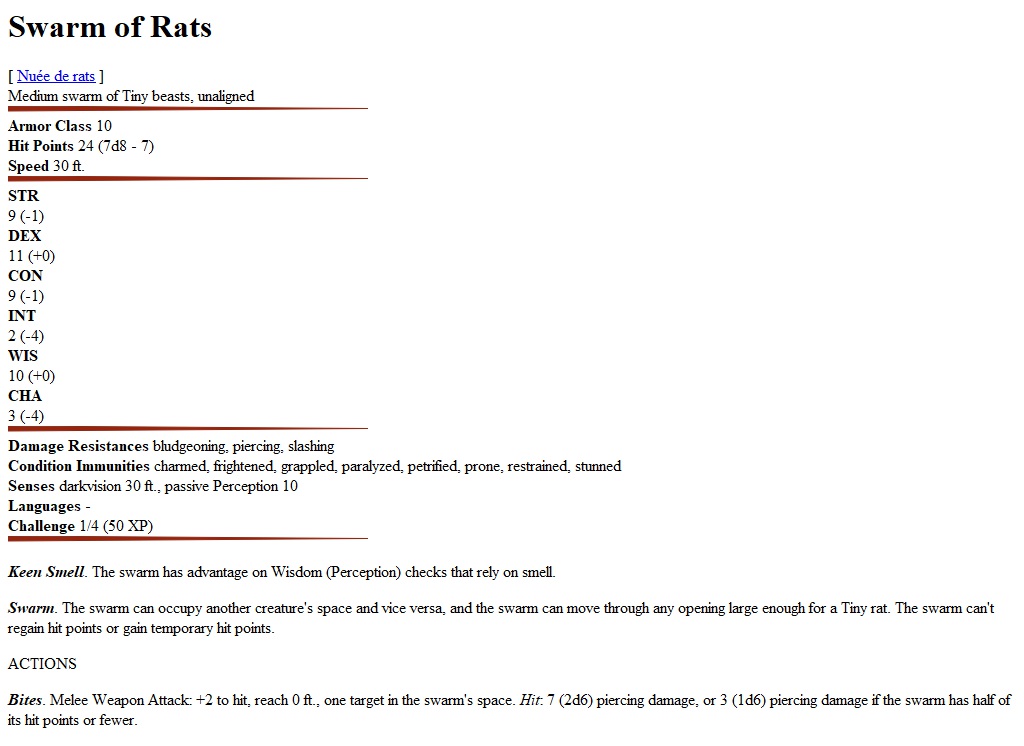 Swarm of Rats
[ Nuée de rats ]
Medium swarm of Tiny beasts, unaligned
Armor Class 10
Hit Points 24 (7d8 - 7)
Speed 30 ft.
STR
9 (-1)
DEX
11 (+0)
CON
9 (-1)
INT
2 (-4)
WIS
10 (+0)
CHA
3 (-4)
Damage Resistances bludgeoning, piercing, slashing
Condition Immunities charmed, frightened, grappled, paralyzed, petrified, prone, restrained, stunned
Senses darkvision 30 ft., passive Perception 10
Languages -
Challenge 1/4 (50 XP)
Keen Smell. The swarm has advantage on Wisdom (Perception) checks that rely on smell.
Swarm. The swarm can occupy another creature's space and vice versa, and the swarm can move through any opening large enough for a Tiny rat. The swarm can't
regain hit points or gain temporary hit points.
ACTIONS
Bites. Melee Weapon Attack: +2 to hit, reach 0 ft., one target in the swarm's space. Hit: 7 (2d6) piercing damage, or 3 (1d6) piercing damage if the swarm has half of
its hit points or fewer.